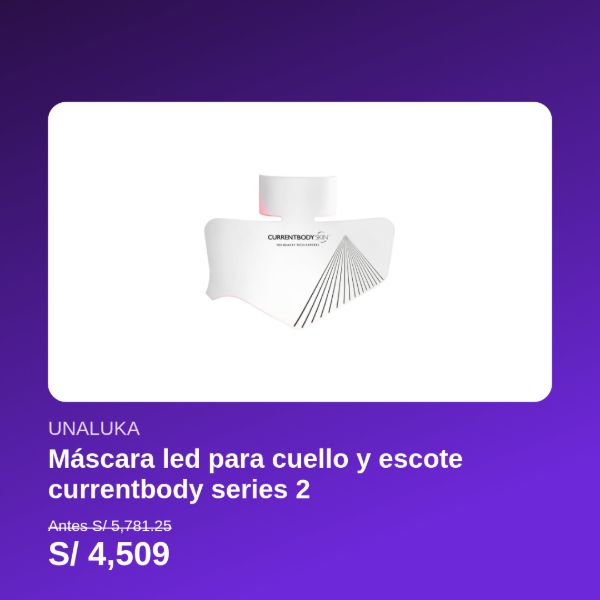 CURRENTBODY SKIN
UNALUKA
Máscara led para cuello y escote
currentbody series 2
Antes S/ 5,781.25
S/ 4,509